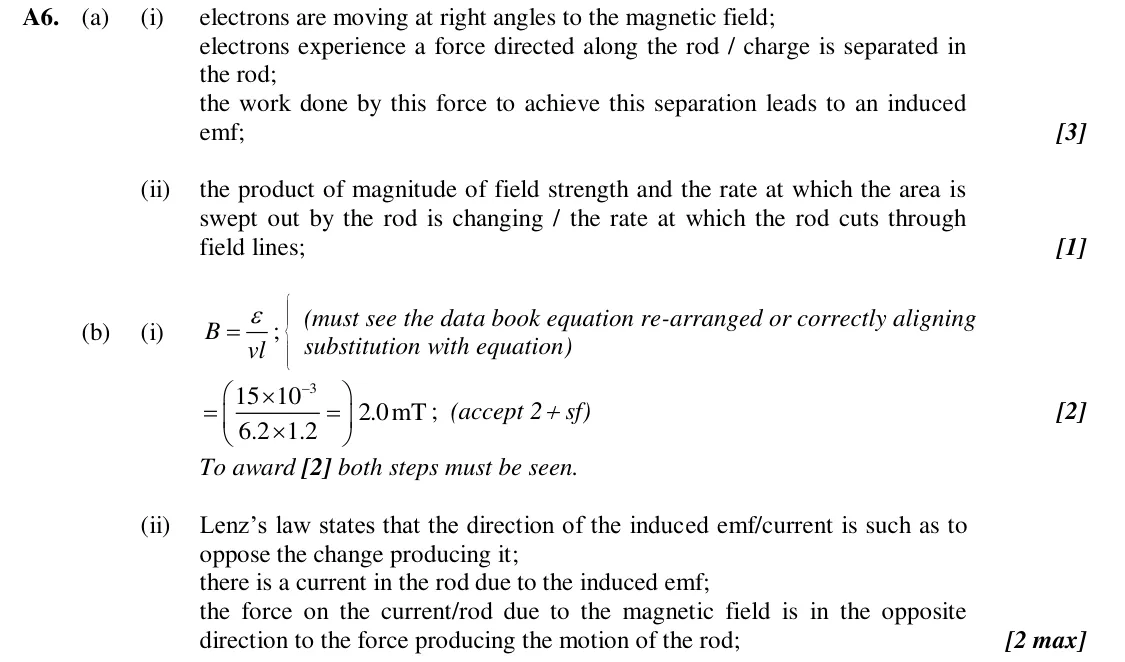 A6. (a) (i) electrons are moving at right angles to the magnetic field;
electrons experience a force directed along the rod / charge is separated in
the rod;
the work done by this force to achieve this separation leads to an induced
emf; [3]
(ii) the product of magnitude of field strength and the rate at which the area is
swept out by the rod is changing / the rate at which the rod cuts through
field lines; [1]
(b) (i) B = ε/vl ; { (must see the data book equation re-arranged or correctly aligning
substitution with equation)
= (15×10⁻³/6.2×1.2 =) 2.0 mT ; (accept 2 + sf) [2]
To award [2] both steps must be seen.
(ii) Lenz’s law states that the direction of the induced emf/current is such as to
oppose the change producing it;
there is a current in the rod due to the induced emf;
the force on the current/rod due to the magnetic field is in the opposite
direction to the force producing the motion of the rod; [2 max]